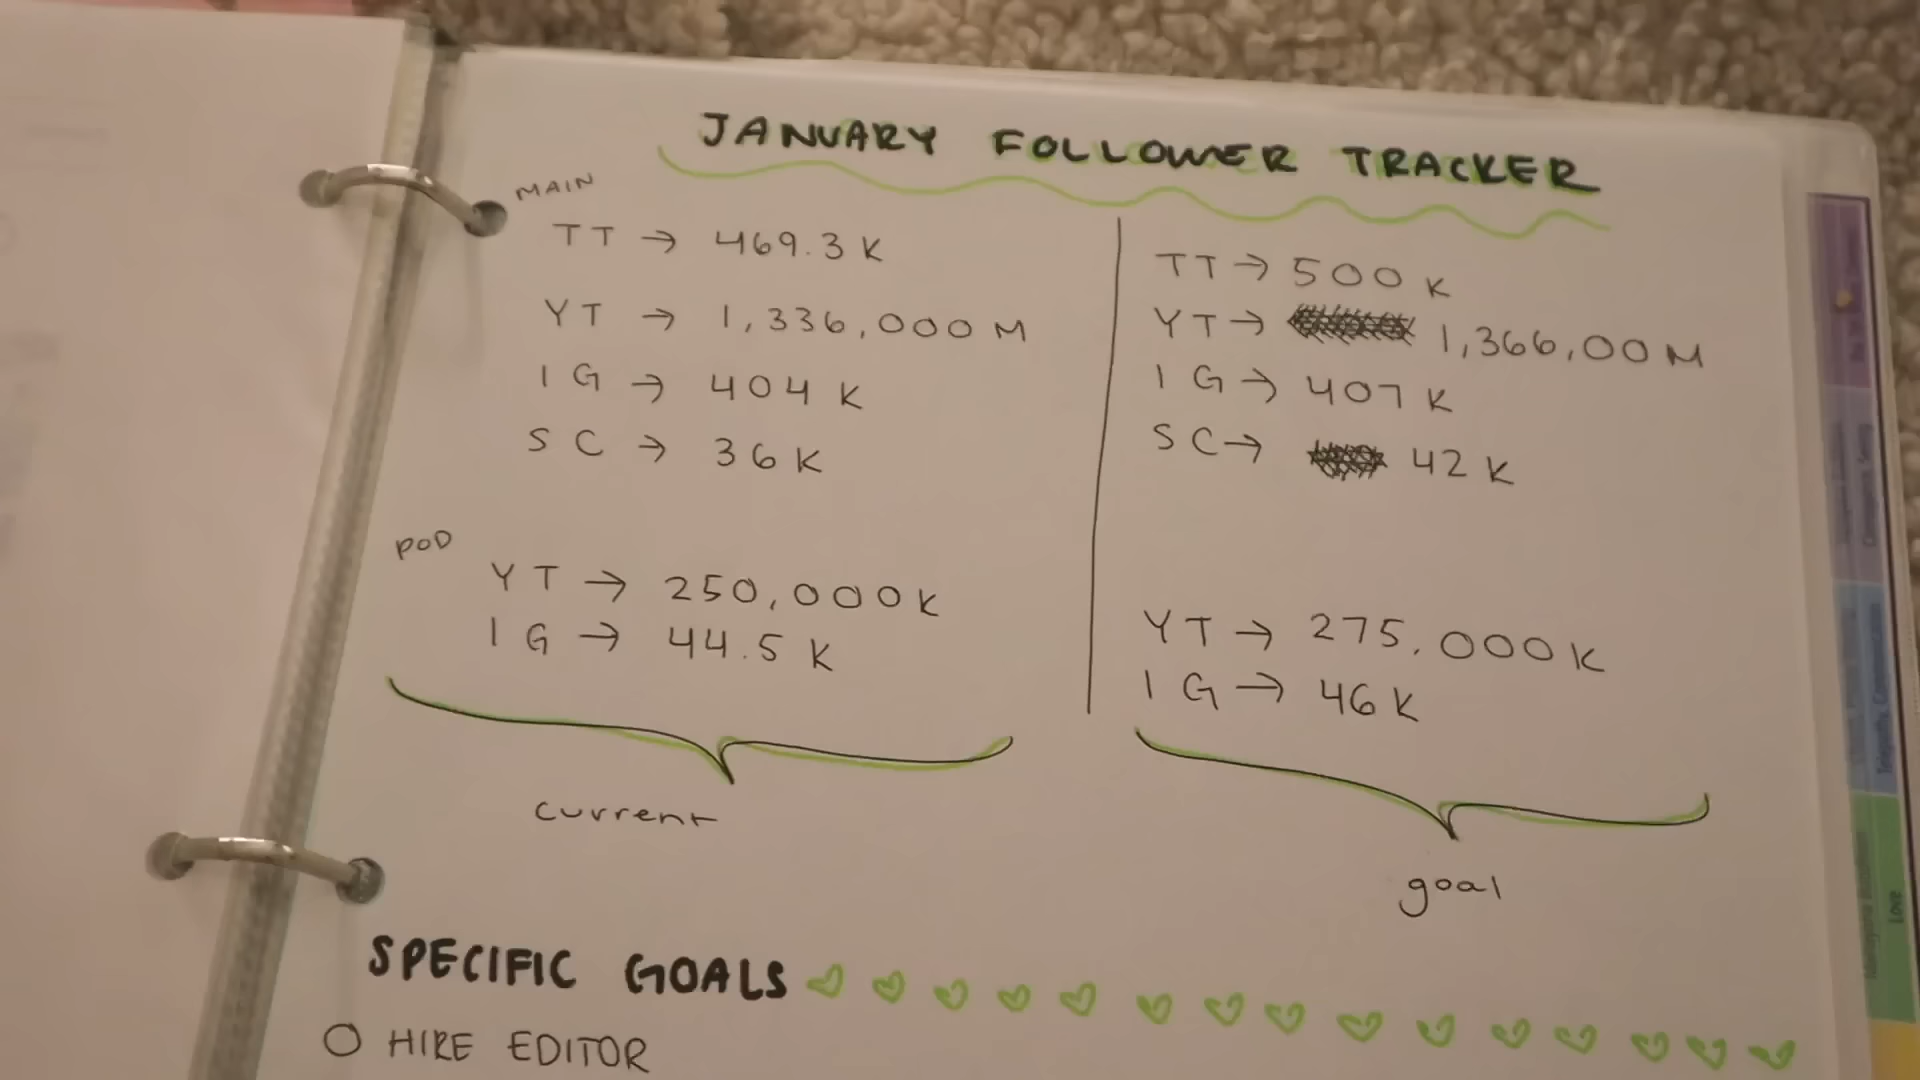 JANUARY FOLLOWER TRACKER
MAIN
TT → 469.3 K
YT → 1,336,000 M
IG → 404 K
SC → 36 K
TT → 500 K
YT → 1,366,00 M
IG → 407 K
SC → 42 K
POD
YT → 250,000 K
IG → 44.5 K
YT → 275,000 K
IG → 46 K
current
goal
SPECIFIC GOALS
HIRE EDITOR
Love